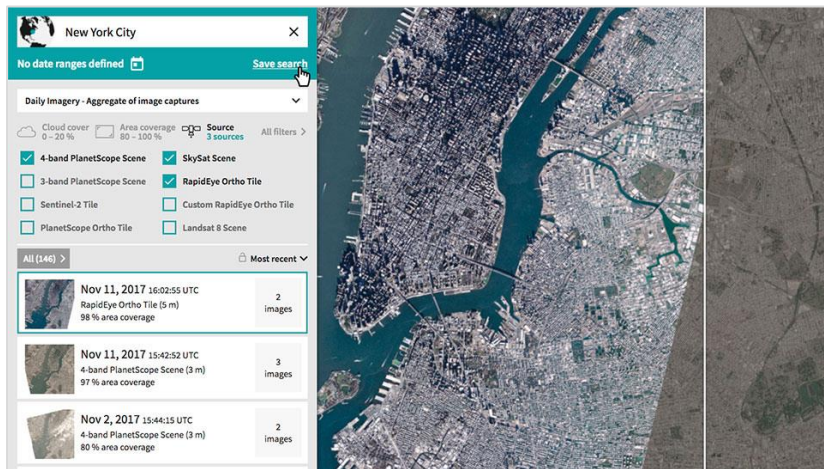 New York City
No date ranges defined
Save search
Daily Imagery - Aggregate of image captures
Cloud cover
0 – 20 %
Area coverage
80 – 100 %
Source
3 sources
All filters
4-band PlanetScope Scene
SkySat Scene
3-band PlanetScope Scene
RapidEye Ortho Tile
Sentinel-2 Tile
Custom RapidEye Ortho Tile
PlanetScope Ortho Tile
Landsat 8 Scene
All (146)
Most recent
Nov 11, 2017 16:02:55 UTC
RapidEye Ortho Tile (5 m)
98 % area coverage
2
images
Nov 11, 2017 15:42:52 UTC
4-band PlanetScope Scene (3 m)
97 % area coverage
3
images
Nov 2, 2017 15:44:15 UTC
4-band PlanetScope Scene (3 m)
80 % area coverage
2
images